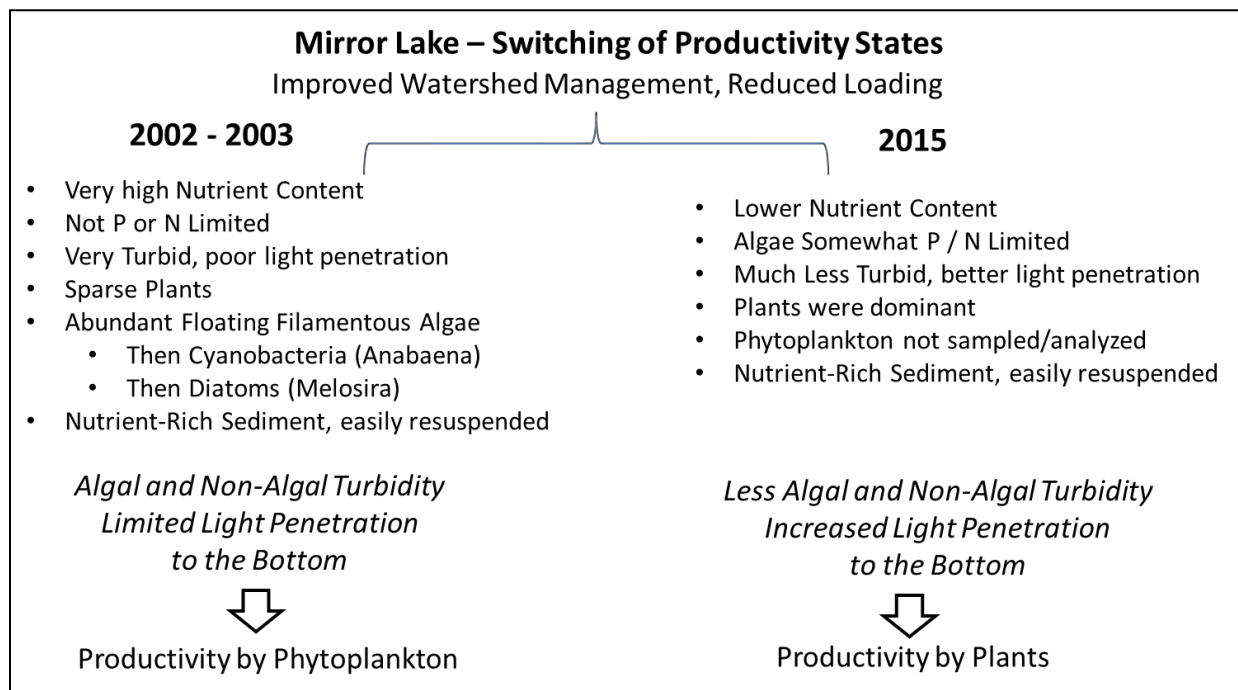 Mirror Lake – Switching of Productivity States
Improved Watershed Management, Reduced Loading
2002 - 2003
• Very high Nutrient Content
• Not P or N Limited
• Very Turbid, poor light penetration
• Sparse Plants
• Abundant Floating Filamentous Algae
• Then Cyanobacteria (Anabaena)
• Then Diatoms (Melosira)
• Nutrient-Rich Sediment, easily resuspended
Algal and Non-Algal Turbidity
Limited Light Penetration
to the Bottom
Productivity by Phytoplankton
2015
• Lower Nutrient Content
• Algae Somewhat P / N Limited
• Much Less Turbid, better light penetration
• Plants were dominant
• Phytoplankton not sampled/analyzed
• Nutrient-Rich Sediment, easily resuspended
Less Algal and Non-Algal Turbidity
Increased Light Penetration
to the Bottom
Productivity by Plants